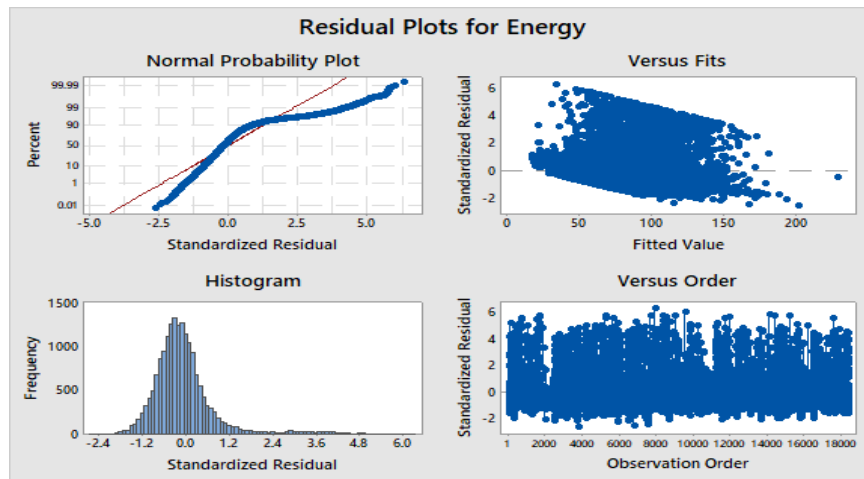 Residual Plots for Energy
Normal Probability Plot
99.99
99
90
50
10
1
0.01
Percent
-5.0 -2.5 0.0 2.5 5.0
Standardized Residual
Versus Fits
6
4
2
0
-2
Standardized Residual
0 50 100 150 200
Fitted Value
Histogram
1500
1000
500
0
Frequency
-2.4 -1.2 0.0 1.2 2.4 3.6 4.8 6.0
Standardized Residual
Versus Order
6
4
2
0
-2
Standardized Residual
1 2000 4000 6000 8000 10000 12000 14000 16000 18000
Observation Order